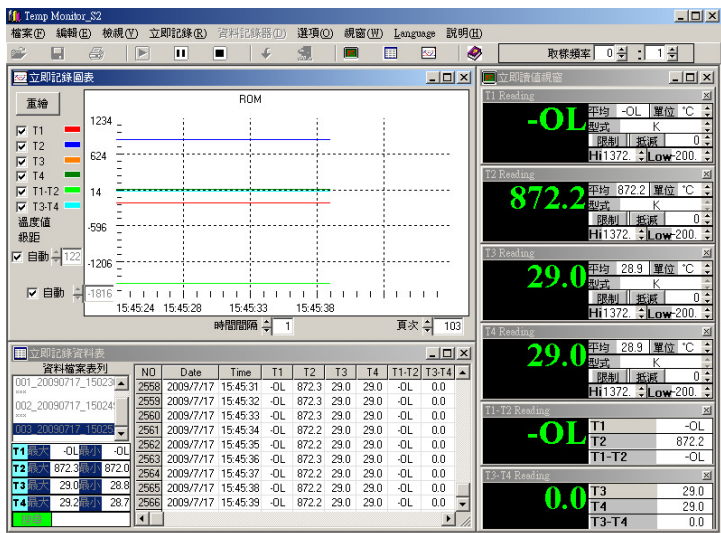 Temp Monitor_S2
檔案(F) 編輯(E) 檢視(V) 立即記錄(R) 資料記錄器(D) 選項(O) 視窗(W) Language 說明(H)
取樣頻率 0 : 1
立即記錄圖表
重繪
ROM
T1
T2
T3
T4
T1-T2
T3-T4
溫度值
級距
自動 122
自動 -1816
1234
624
14
-596
-1206
15:45:24 15:45:28 15:45:33 15:45:38
時間間隔 1 頁次 103
立即記錄資料表
資料檔案表列
001_20090717_15023
***
002_20090717_15024
***
003_20090717_15025
T1 最大 -OL 最小 -OL
T2 最大 872.3 最小 872.0
T3 最大 29.0 最小 28.8
T4 最大 29.2 最小 28.7
NO Date Time T1 T2 T3 T4 T1-T2 T3-T4
2558 2009/7/17 15:45:31 -OL 872.3 29.0 29.0 -OL 0.0
2559 2009/7/17 15:45:32 -OL 872.3 29.0 29.0 -OL 0.0
2560 2009/7/17 15:45:33 -OL 872.2 29.0 29.0 -OL 0.0
2561 2009/7/17 15:45:34 -OL 872.2 29.0 29.0 -OL 0.0
2562 2009/7/17 15:45:35 -OL 872.2 29.0 29.0 -OL 0.0
2563 2009/7/17 15:45:36 -OL 872.3 29.0 29.0 -OL 0.0
2564 2009/7/17 15:45:37 -OL 872.2 29.0 29.0 -OL 0.0
2565 2009/7/17 15:45:38 -OL 872.2 29.0 29.0 -OL 0.0
2566 2009/7/17 15:45:39 -OL 872.2 29.0 29.0 -OL 0.0
立即讀值視窗
T1 Reading
-OL
平均 -OL 單位 °C
型式 K
限制 抵減 0
Hi 1372. Low -200.
T2 Reading
872.2
平均 872.2 單位 °C
型式 K
限制 抵減 0
Hi 1372. Low -200.
T3 Reading
29.0
平均 28.9 單位 °C
型式 K
限制 抵減 0
Hi 1372. Low -200.
T4 Reading
29.0
平均 28.9 單位 °C
型式 K
限制 抵減 0
Hi 1372. Low -200.
T1-T2 Reading
-OL
T1 -OL
T2 872.2
T1-T2 -OL
T3-T4 Reading
0.0
T3 29.0
T4 29.0
T3-T4 0.0